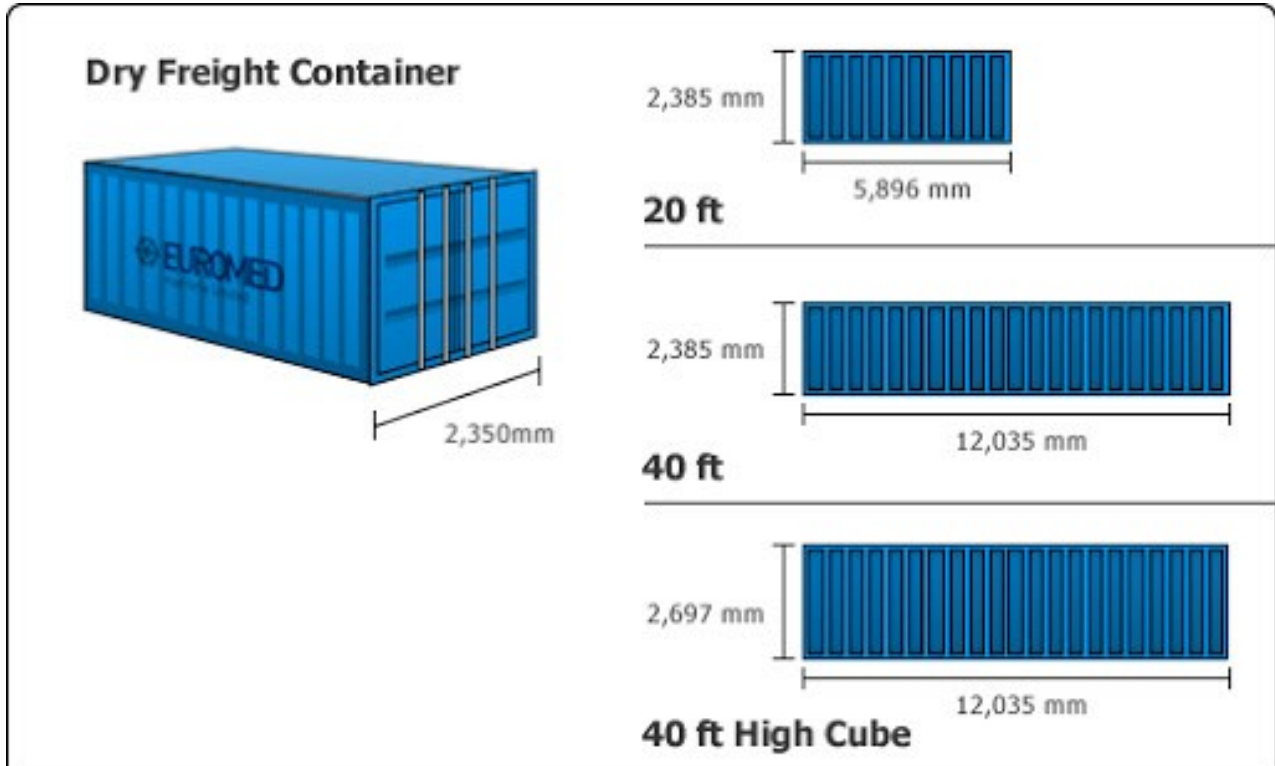 Dry Freight Container
EUROMED
2,350mm
2,385 mm
5,896 mm
20 ft
2,385 mm
12,035 mm
40 ft
2,697 mm
12,035 mm
40 ft High Cube